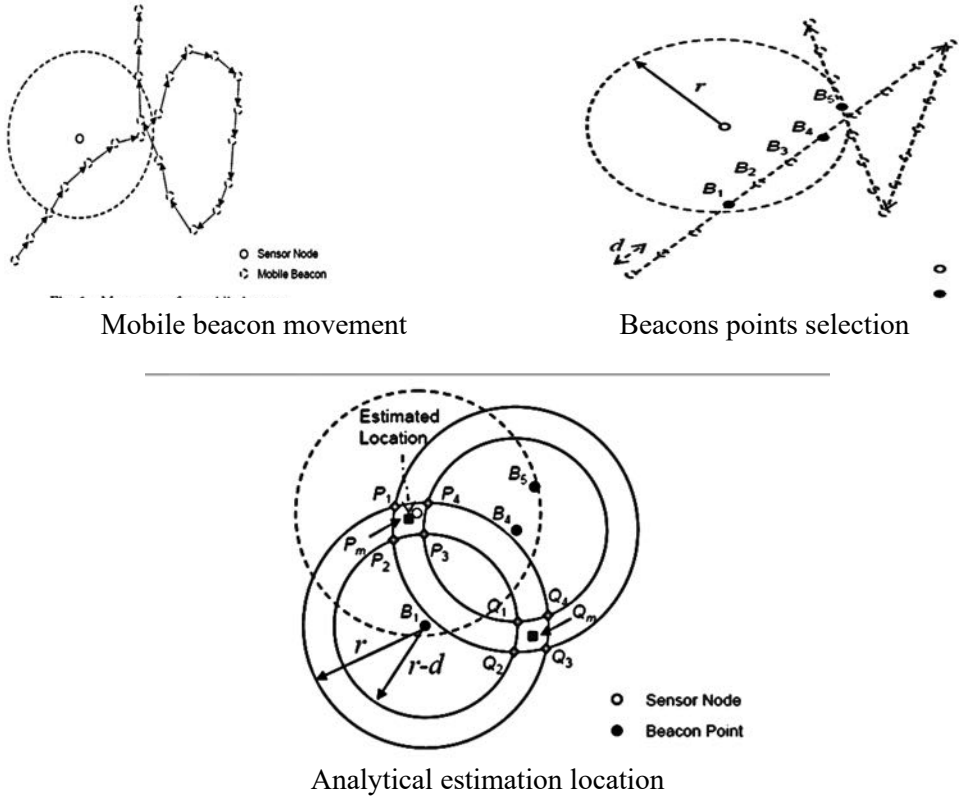 Sensor Node
Mobile Beacon
Mobile beacon movement
r
B5
B4
B3
B2
B1
d
Beacons points selection
Estimated
Location
P1
P4
B5
Pm
B4
P2
P3
B1
Q1
Q4
Qm
r
r-d
Q2
Q3
Sensor Node
Beacon Point
Analytical estimation location